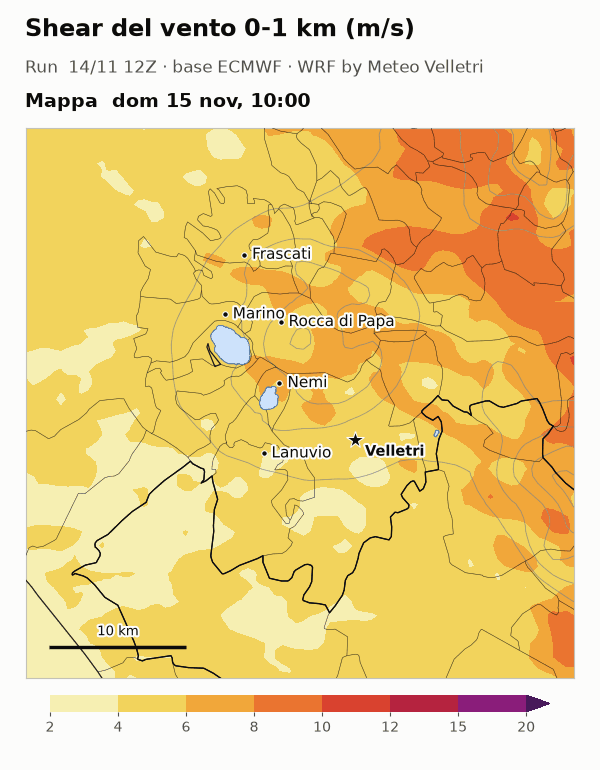 Shear del vento 0-1 km (m/s)
Run  14/11 12Z · base ECMWF · WRF by Meteo Velletri
Mappa  dom 15 nov, 10:00
Frascati
Marino
Rocca di Papa
Nemi
Velletri
Lanuvio
10 km
2 4 6 8 10 12 15 20